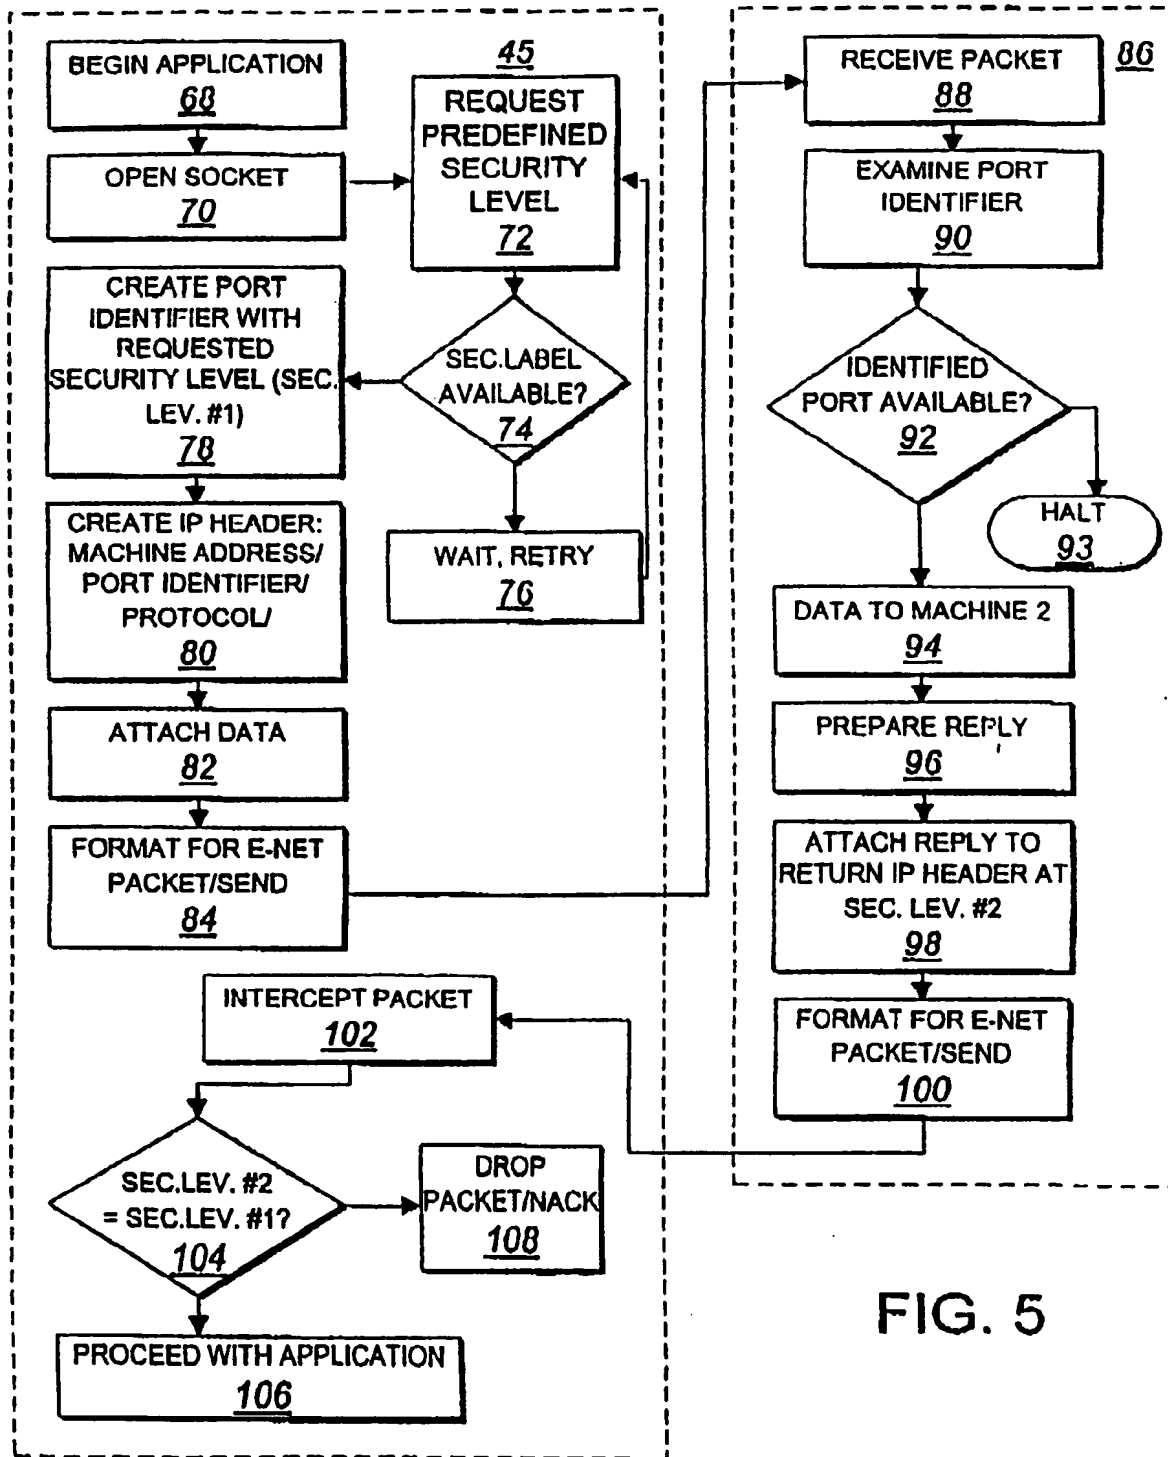 BEGIN APPLICATION
68
OPEN SOCKET
70
45
REQUEST
PREDEFINED
SECURITY
LEVEL
72
SEC.LABEL
AVAILABLE?
74
WAIT, RETRY
76
CREATE PORT
IDENTIFIER WITH
REQUESTED
SECURITY LEVEL (SEC.
LEV. #1)
78
CREATE IP HEADER:
MACHINE ADDRESS/
PORT IDENTIFIER/
PROTOCOL/
80
ATTACH DATA
82
FORMAT FOR E-NET
PACKET/SEND
84
86
RECEIVE PACKET
88
EXAMINE PORT
IDENTIFIER
90
IDENTIFIED
PORT AVAILABLE?
92
HALT
93
DATA TO MACHINE 2
94
PREPARE REPLY
96
ATTACH REPLY TO
RETURN IP HEADER AT
SEC. LEV. #2
98
FORMAT FOR E-NET
PACKET/SEND
100
INTERCEPT PACKET
102
SEC.LEV. #2
= SEC.LEV. #1?
104
DROP
PACKET/NACK
108
PROCEED WITH APPLICATION
106
FIG. 5